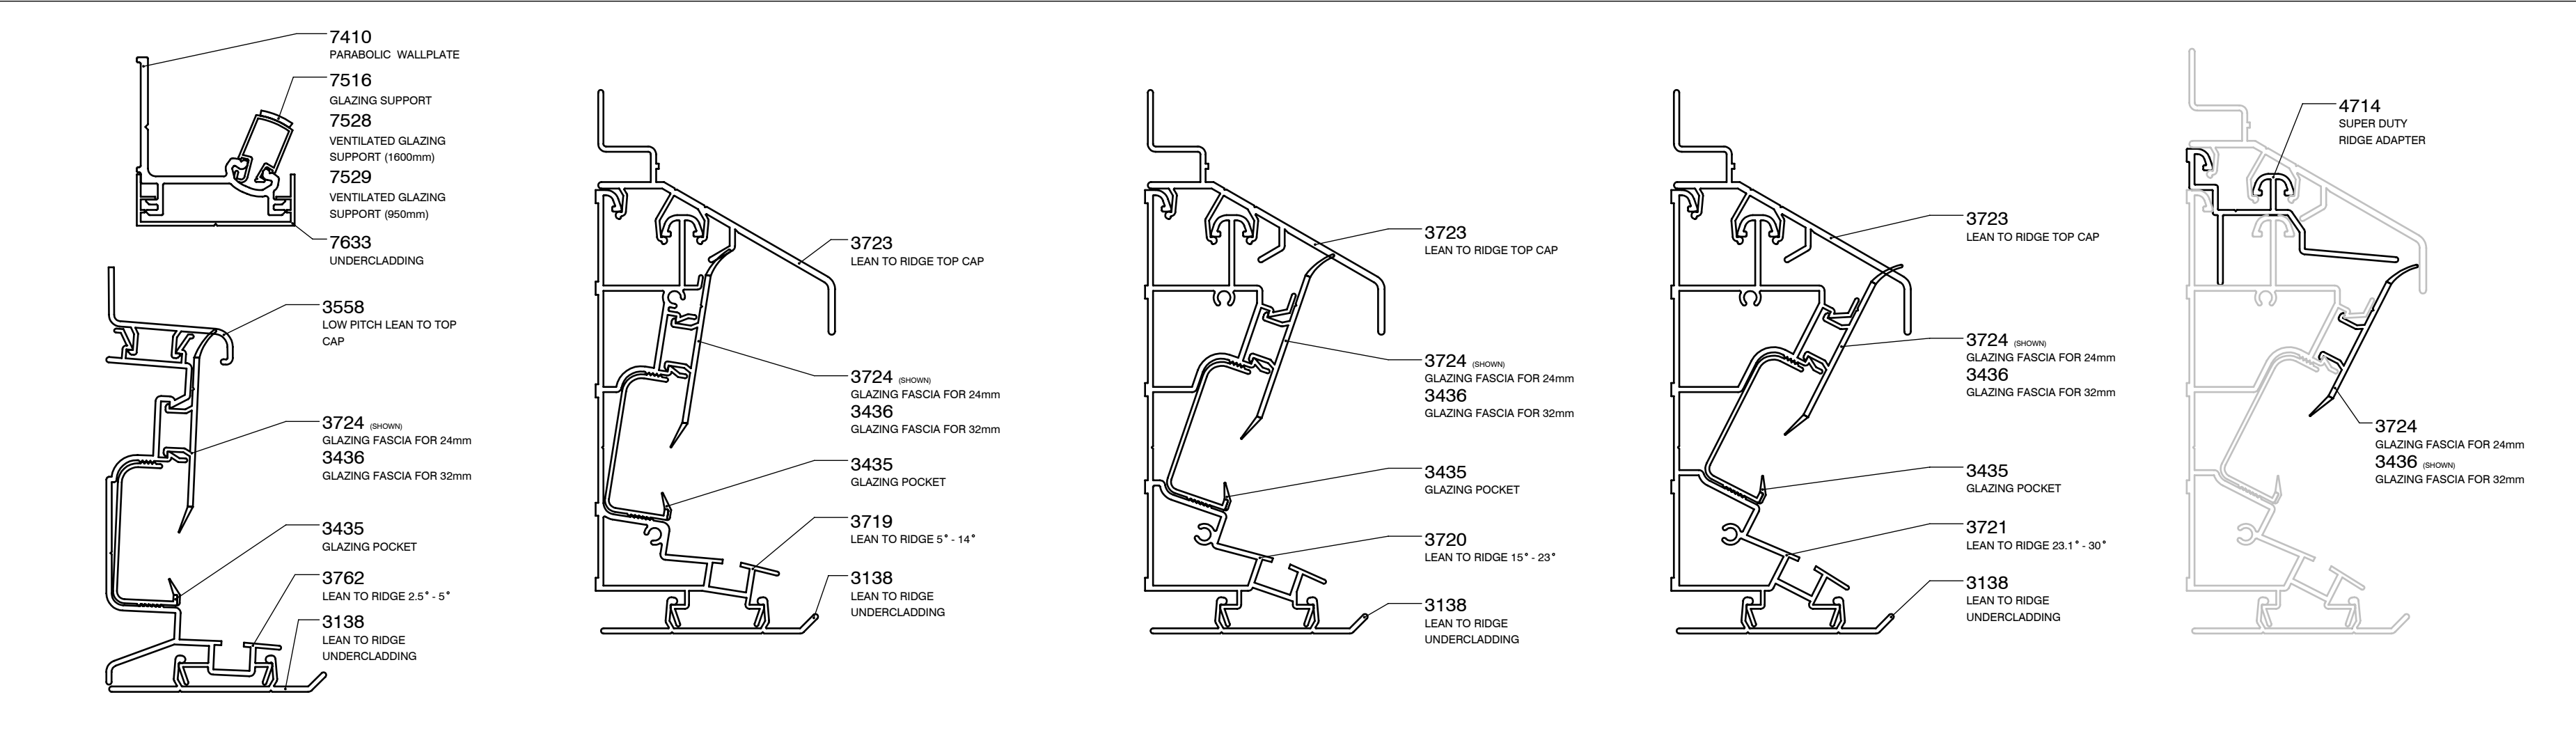 7410
PARABOLIC WALLPLATE
7516
GLAZING SUPPORT
7528
VENTILATED GLAZING
SUPPORT (1600mm)
7529
VENTILATED GLAZING
SUPPORT (950mm)
7633
UNDERCLADDING
3558
LOW PITCH LEAN TO TOP
CAP
3724 (SHOWN)
GLAZING FASCIA FOR 24mm
3436
GLAZING FASCIA FOR 32mm
3435
GLAZING POCKET
3762
LEAN TO RIDGE 2.5° - 5°
3138
LEAN TO RIDGE
UNDERCLADDING
3723
LEAN TO RIDGE TOP CAP
3724 (SHOWN)
GLAZING FASCIA FOR 24mm
3436
GLAZING FASCIA FOR 32mm
3435
GLAZING POCKET
3719
LEAN TO RIDGE 5° - 14°
3138
LEAN TO RIDGE
UNDERCLADDING
3723
LEAN TO RIDGE TOP CAP
3724 (SHOWN)
GLAZING FASCIA FOR 24mm
3436
GLAZING FASCIA FOR 32mm
3435
GLAZING POCKET
3720
LEAN TO RIDGE 15° - 23°
3138
LEAN TO RIDGE
UNDERCLADDING
3723
LEAN TO RIDGE TOP CAP
3724 (SHOWN)
GLAZING FASCIA FOR 24mm
3436
GLAZING FASCIA FOR 32mm
3435
GLAZING POCKET
3721
LEAN TO RIDGE 23.1° - 30°
3138
LEAN TO RIDGE
UNDERCLADDING
4714
SUPER DUTY
RIDGE ADAPTER
3724
GLAZING FASCIA FOR 24mm
3436 (SHOWN)
GLAZING FASCIA FOR 32mm